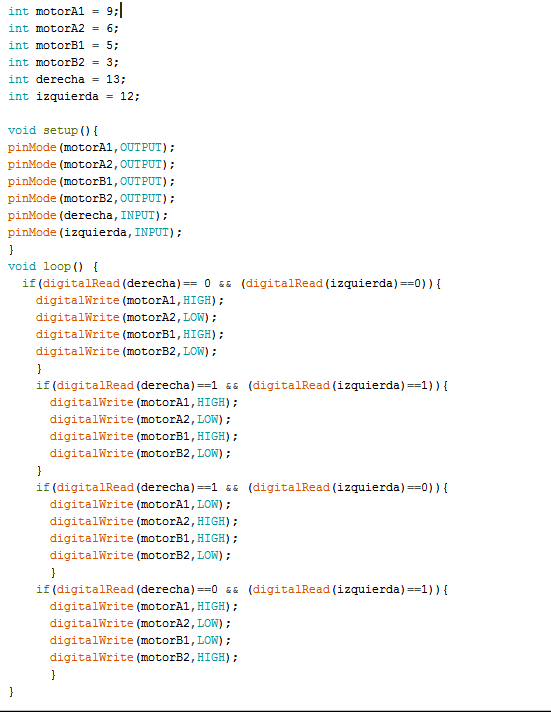 int motorA1 = 9;
int motorA2 = 6;
int motorB1 = 5;
int motorB2 = 3;
int derecha = 13;
int izquierda = 12;

void setup(){
pinMode(motorA1,OUTPUT);
pinMode(motorA2,OUTPUT);
pinMode(motorB1,OUTPUT);
pinMode(motorB2,OUTPUT);
pinMode(derecha,INPUT);
pinMode(izquierda,INPUT);
}
void loop() {
  if(digitalRead(derecha)== 0 && (digitalRead(izquierda)==0)){
    digitalWrite(motorA1,HIGH);
    digitalWrite(motorA2,LOW);
    digitalWrite(motorB1,HIGH);
    digitalWrite(motorB2,LOW);
    }
    if(digitalRead(derecha)==1 && (digitalRead(izquierda)==1)){
      digitalWrite(motorA1,HIGH);
      digitalWrite(motorA2,LOW);
      digitalWrite(motorB1,HIGH);
      digitalWrite(motorB2,LOW);
    }
    if(digitalRead(derecha)==1 && (digitalRead(izquierda)==0)){
      digitalWrite(motorA1,LOW);
      digitalWrite(motorA2,HIGH);
      digitalWrite(motorB1,HIGH);
      digitalWrite(motorB2,LOW);
      }
    if(digitalRead(derecha)==0 && (digitalRead(izquierda)==1)){
      digitalWrite(motorA1,HIGH);
      digitalWrite(motorA2,LOW);
      digitalWrite(motorB1,LOW);
      digitalWrite(motorB2,HIGH);
      }
}